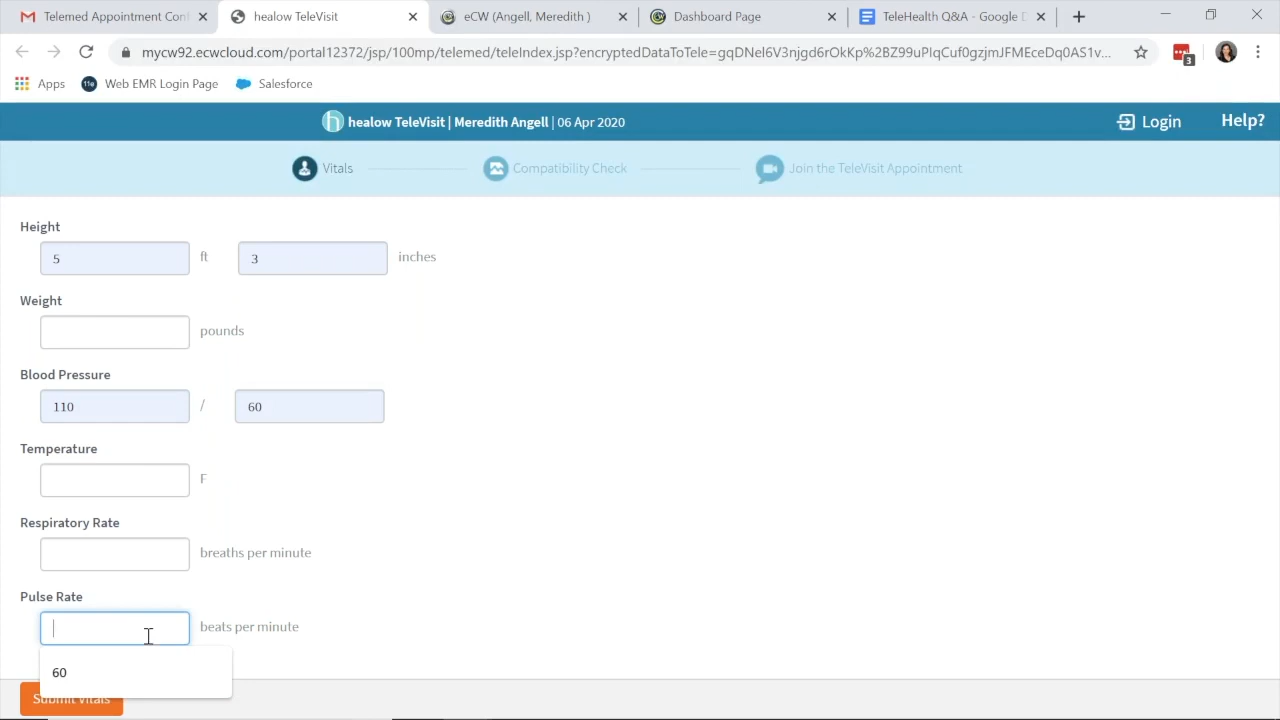 Telemed Appointment Con
healow TeleVisit
eCW (Angell, Meredith )
Dashboard Page
TeleHealth Q&A - Google D
mycw92.ecwcloud.com/portal12372/jsp/100mp/telemed/teleIndex.jsp?encryptedDataToTele=gqDNel6V3njgd6rOkKp%2BZ99uPIqCuf0gzjmJFMEceDq0AS1v...
3
Apps
11e
Web EMR Login Page
Salesforce
h healow TeleVisit | Meredith Angell | 06 Apr 2020
Login
Help?
Vitals
Compatibility Check
Join the TeleVisit Appointment
Height
5 ft 3 inches
Weight
pounds
Blood Pressure
110 / 60
Temperature
F
Respiratory Rate
breaths per minute
Pulse Rate
beats per minute
60
Submit Vitals